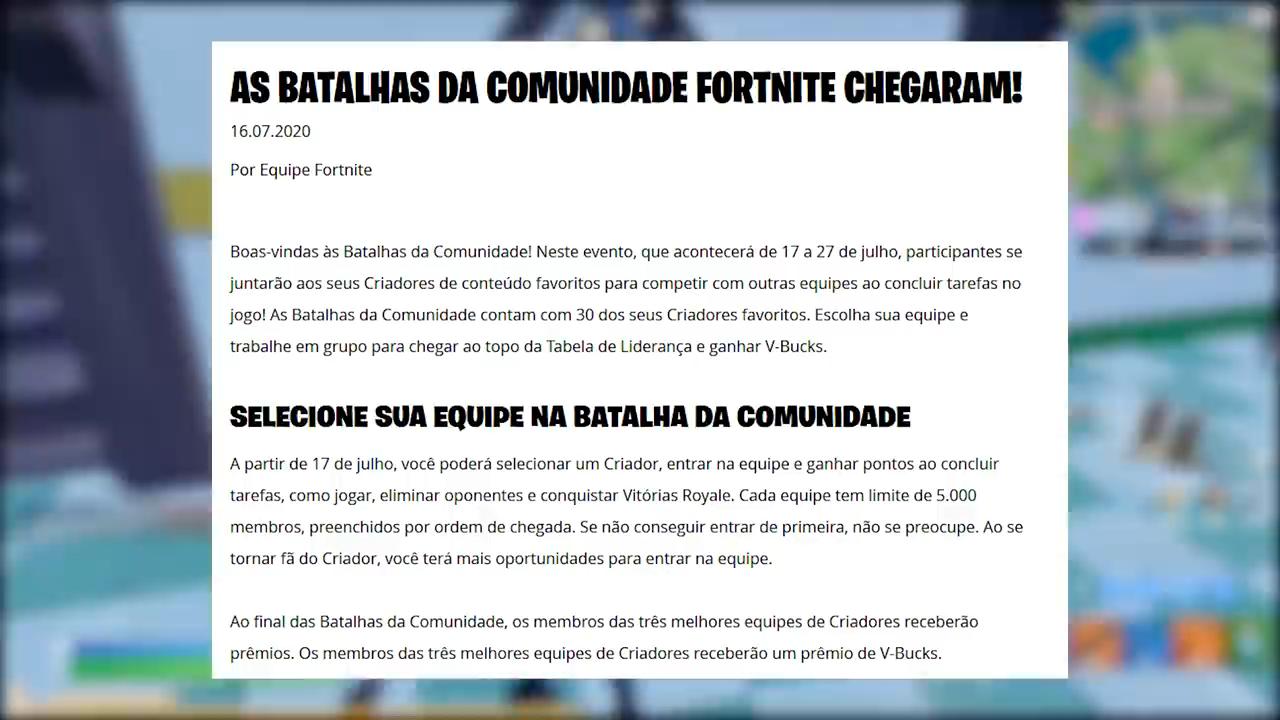 AS BATALHAS DA COMUNIDADE FORTNITE CHEGARAM!
16.07.2020
Por Equipe Fortnite
Boas-vindas às Batalhas da Comunidade! Neste evento, que acontecerá de 17 a 27 de julho, participantes se
juntarão aos seus Criadores de conteúdo favoritos para competir com outras equipes ao concluir tarefas no
jogo! As Batalhas da Comunidade contam com 30 dos seus Criadores favoritos. Escolha sua equipe e
trabalhe em grupo para chegar ao topo da Tabela de Liderança e ganhar V-Bucks.
SELECIONE SUA EQUIPE NA BATALHA DA COMUNIDADE
A partir de 17 de julho, você poderá selecionar um Criador, entrar na equipe e ganhar pontos ao concluir
tarefas, como jogar, eliminar oponentes e conquistar Vitórias Royale. Cada equipe tem limite de 5.000
membros, preenchidos por ordem de chegada. Se não conseguir entrar de primeira, não se preocupe. Ao se
tornar fã do Criador, você terá mais oportunidades para entrar na equipe.
Ao final das Batalhas da Comunidade, os membros das três melhores equipes de Criadores receberão
prêmios. Os membros das três melhores equipes de Criadores receberão um prêmio de V-Bucks.